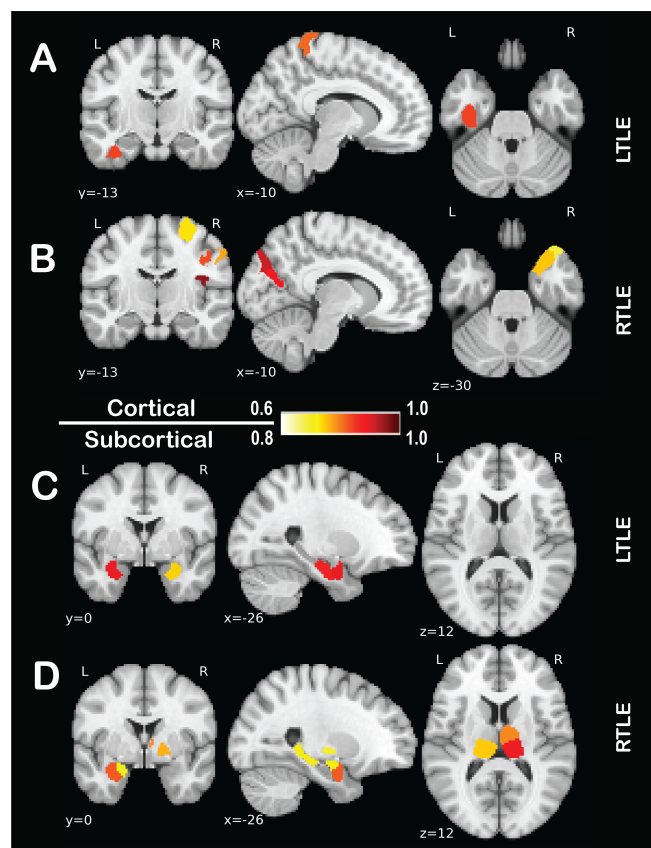 L R L R
A
LTLE
y=-13 x=-10
L R L R
B
RTLE
y=-13 x=-10 z=-30
Cortical 0.6 1.0
Subcortical 0.8 1.0
L R L R
C
LTLE
y=0 x=-26 z=12
L R L R
D
RTLE
y=0 x=-26 z=12